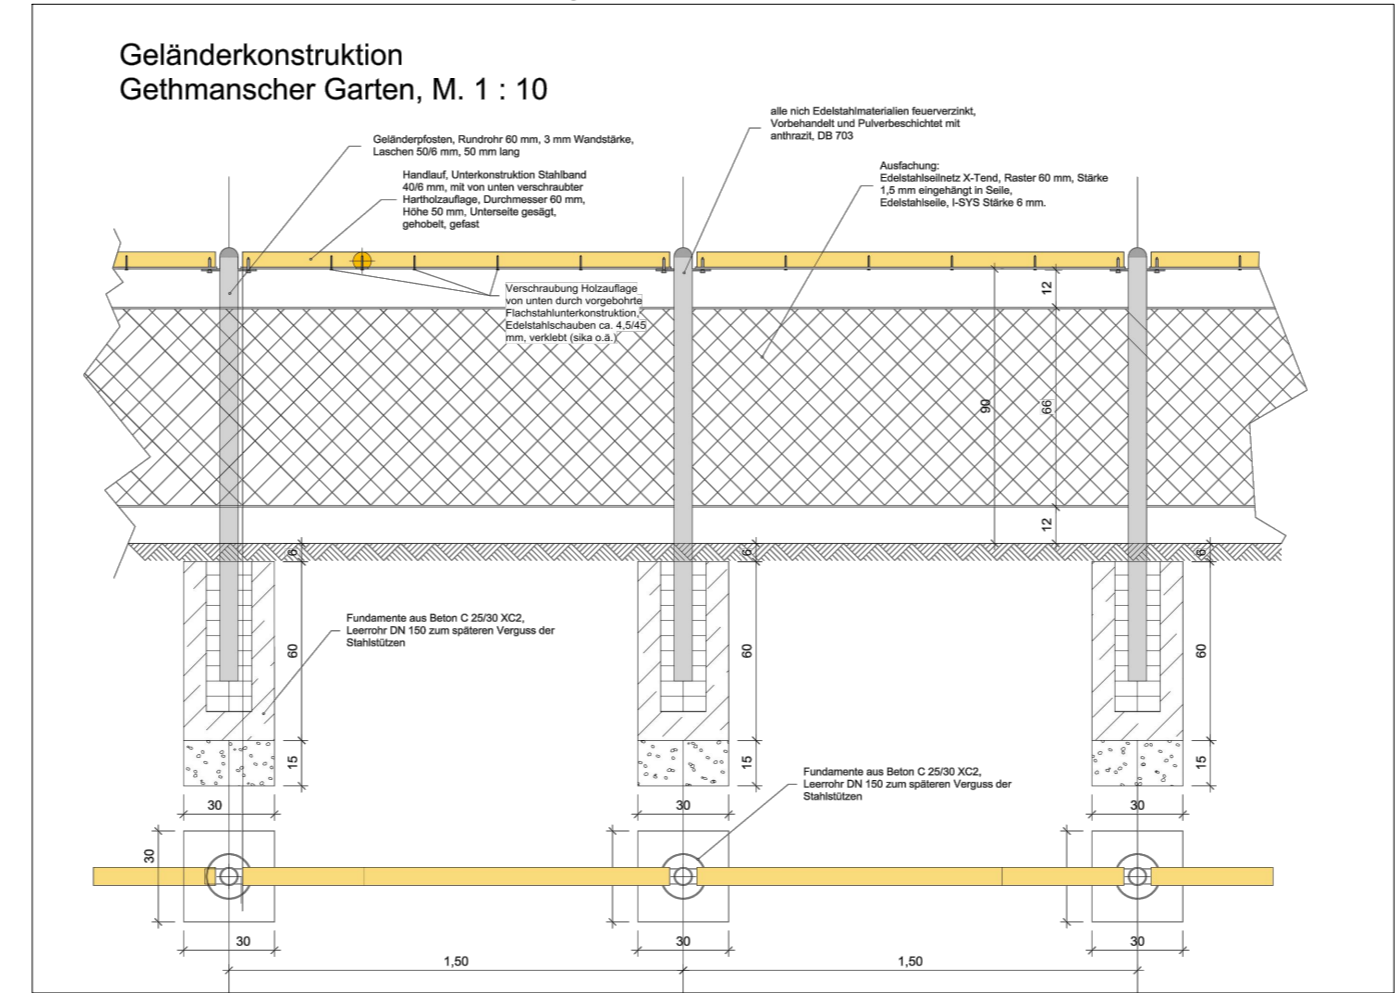 Geländerkonstruktion
Gethmanscher Garten, M. 1 : 10
alle nich Edelstahlmaterialien feuerverzinkt,
Vorbehandelt und Pulverbeschichtet mit
anthrazit, DB 703
Geländerpfosten, Rundrohr 60 mm, 3 mm Wandstärke,
Laschen 50/6 mm, 50 mm lang
Ausfachung:
Edelstahlseilnetz X-Tend, Raster 60 mm, Stärke
1,5 mm eingehängt in Seile,
Edelstahlseile, I-SYS Stärke 6 mm.
Handlauf, Unterkonstruktion Stahlband
40/6 mm, mit von unten verschraubter
Hartholzauflage, Durchmesser 60 mm,
Höhe 50 mm, Unterseite gesägt,
gehobelt, gefast
Verschraubung Holzauflage
von unten durch vorgebohrte
Flachstahlunterkonstruktion,
Edelstahlschauben ca. 4,5/45
mm, verklebt (sika o.ä.)
12
90
66
12
6
6
6
Fundamente aus Beton C 25/30 XC2,
Leerrohr DN 150 zum späteren Verguss der
Stahlstützen
60
60
60
15
15
15
Fundamente aus Beton C 25/30 XC2,
Leerrohr DN 150 zum späteren Verguss der
Stahlstützen
30
30
30
30
30
30
30
1,50
1,50